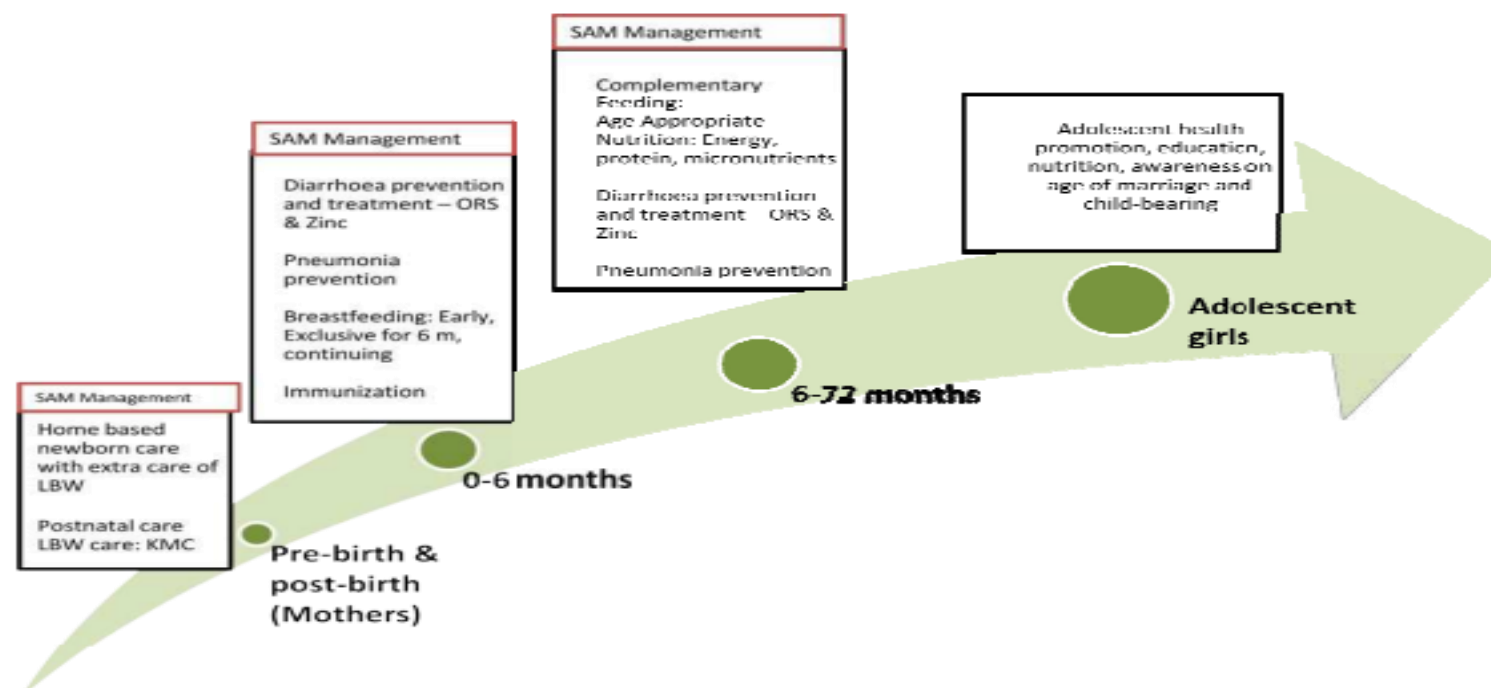 SAM Management
Home based
newborn care
with extra care of
LBW
Postnatal care
LBW care: KMC
Pre-birth &
post-birth
(Mothers)
SAM Management
Diarrhoea prevention
and treatment – ORS
& Zinc
Pneumonia
prevention
Breastfeeding: Early,
Exclusive for 6 m,
continuing
Immunization
0-6 months
SAM Management
Complementary
Feeding:
Age Appropriate
Nutrition: Energy,
protein, micronutrients
Diarrhoea prevention
and treatment ORS &
Zinc
Pneumonia prevention
6-72 months
Adolescent health
promotion, education,
nutrition, awareness on
age of marriage and
child-bearing
Adolescent
girls